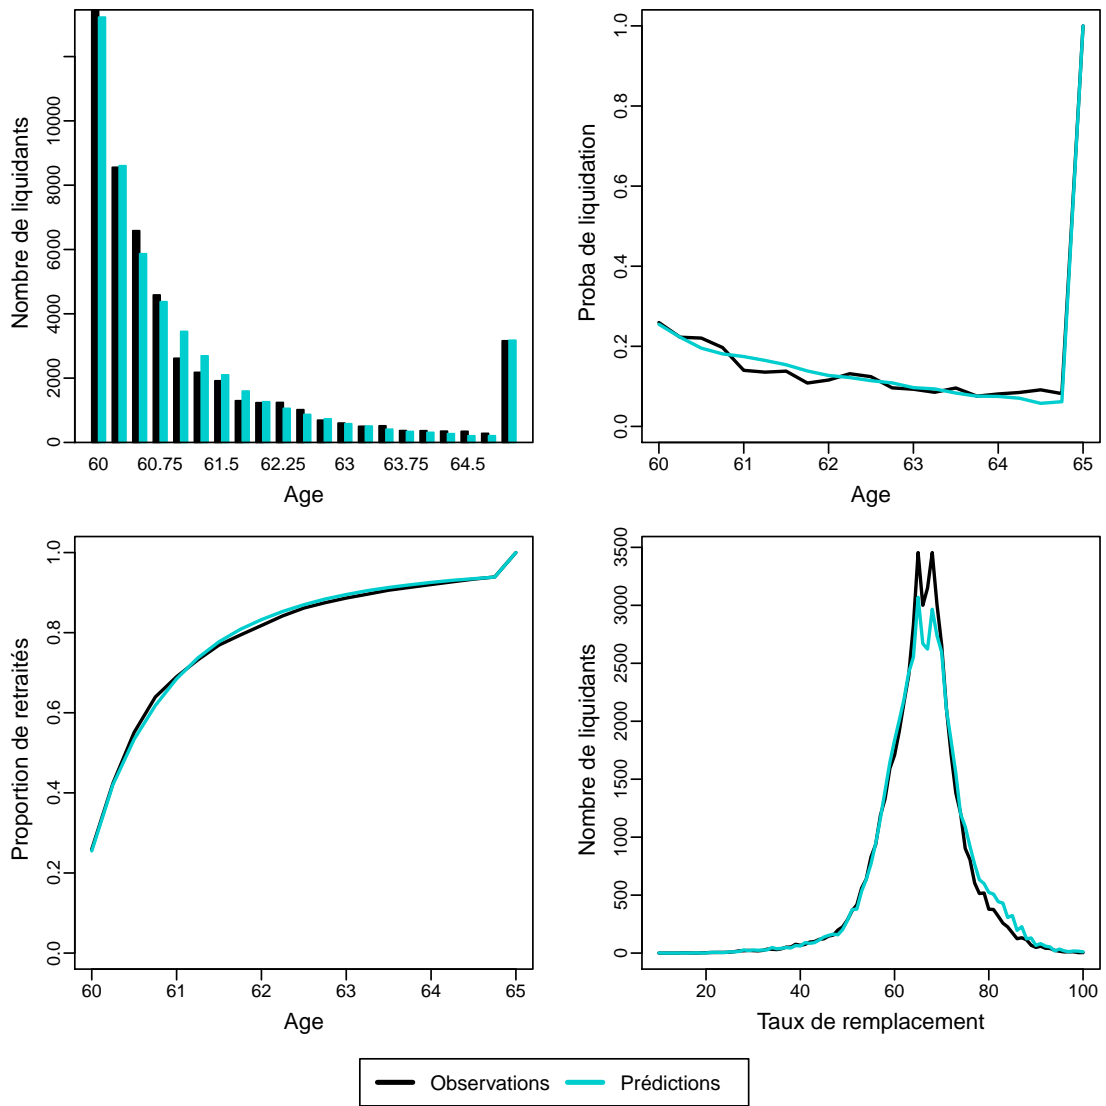 Nombre de liquidants
0 2000 4000 6000 8000 10000
60 60.75 61.5 62.25 63 63.75 64.5
Age
Proba de liquidation
0.0 0.2 0.4 0.6 0.8 1.0
60 61 62 63 64 65
Age
Proportion de retraités
0.0 0.2 0.4 0.6 0.8 1.0
60 61 62 63 64 65
Age
Nombre de liquidants
0 500 1000 1500 2000 2500 3000 3500
20 40 60 80 100
Taux de remplacement
Observations Prédictions